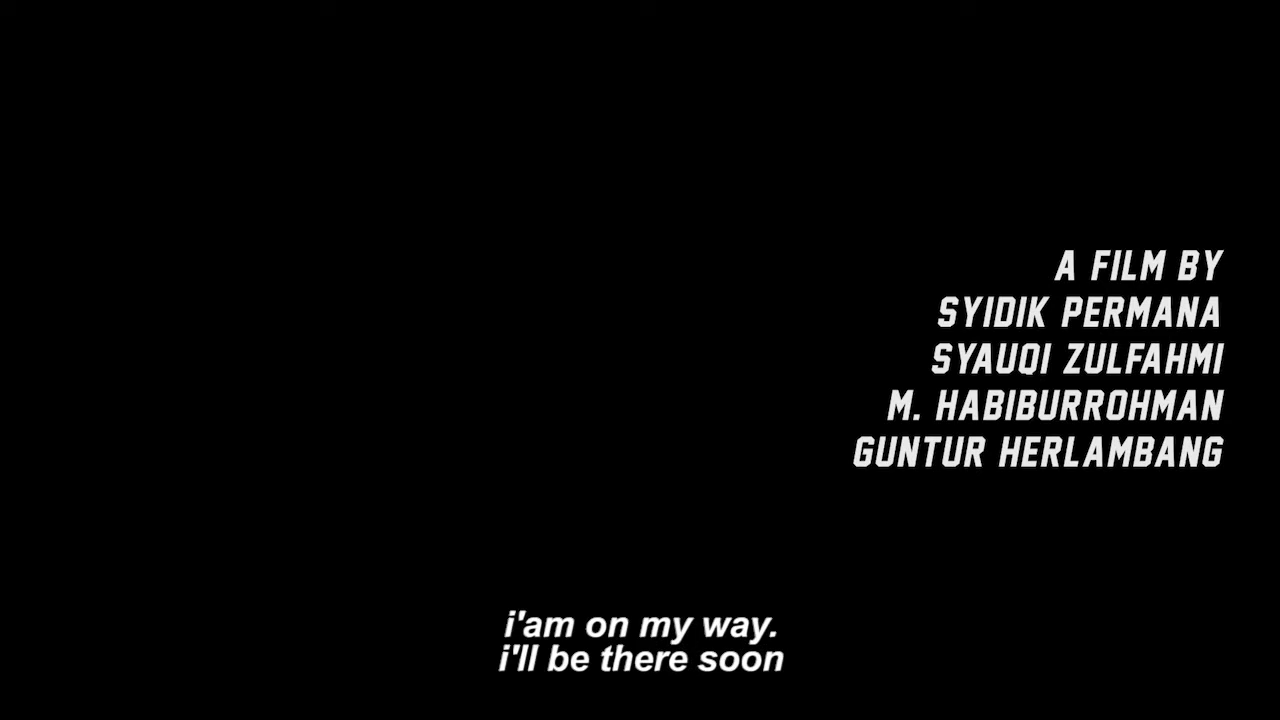 A FILM BY
SYIDIK PERMANA
SYAUQI ZULFAHMI
M. HABIBURROHMAN
GUNTUR HERLAMBANG
i'am on my way.
i'll be there soon